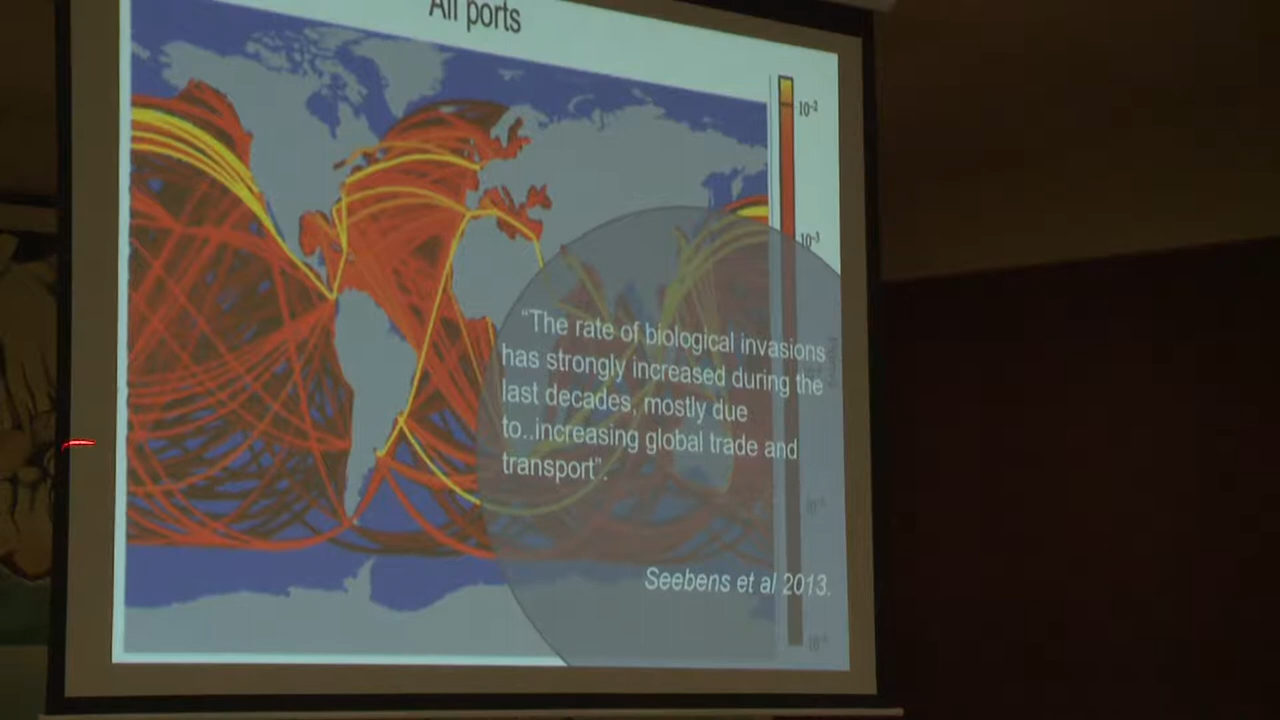 All ports
10⁻²
10⁻³
“The rate of biological invasions
has strongly increased during the
last decades, mostly due
to..increasing global trade and
transport”.
Seebens et al 2013.